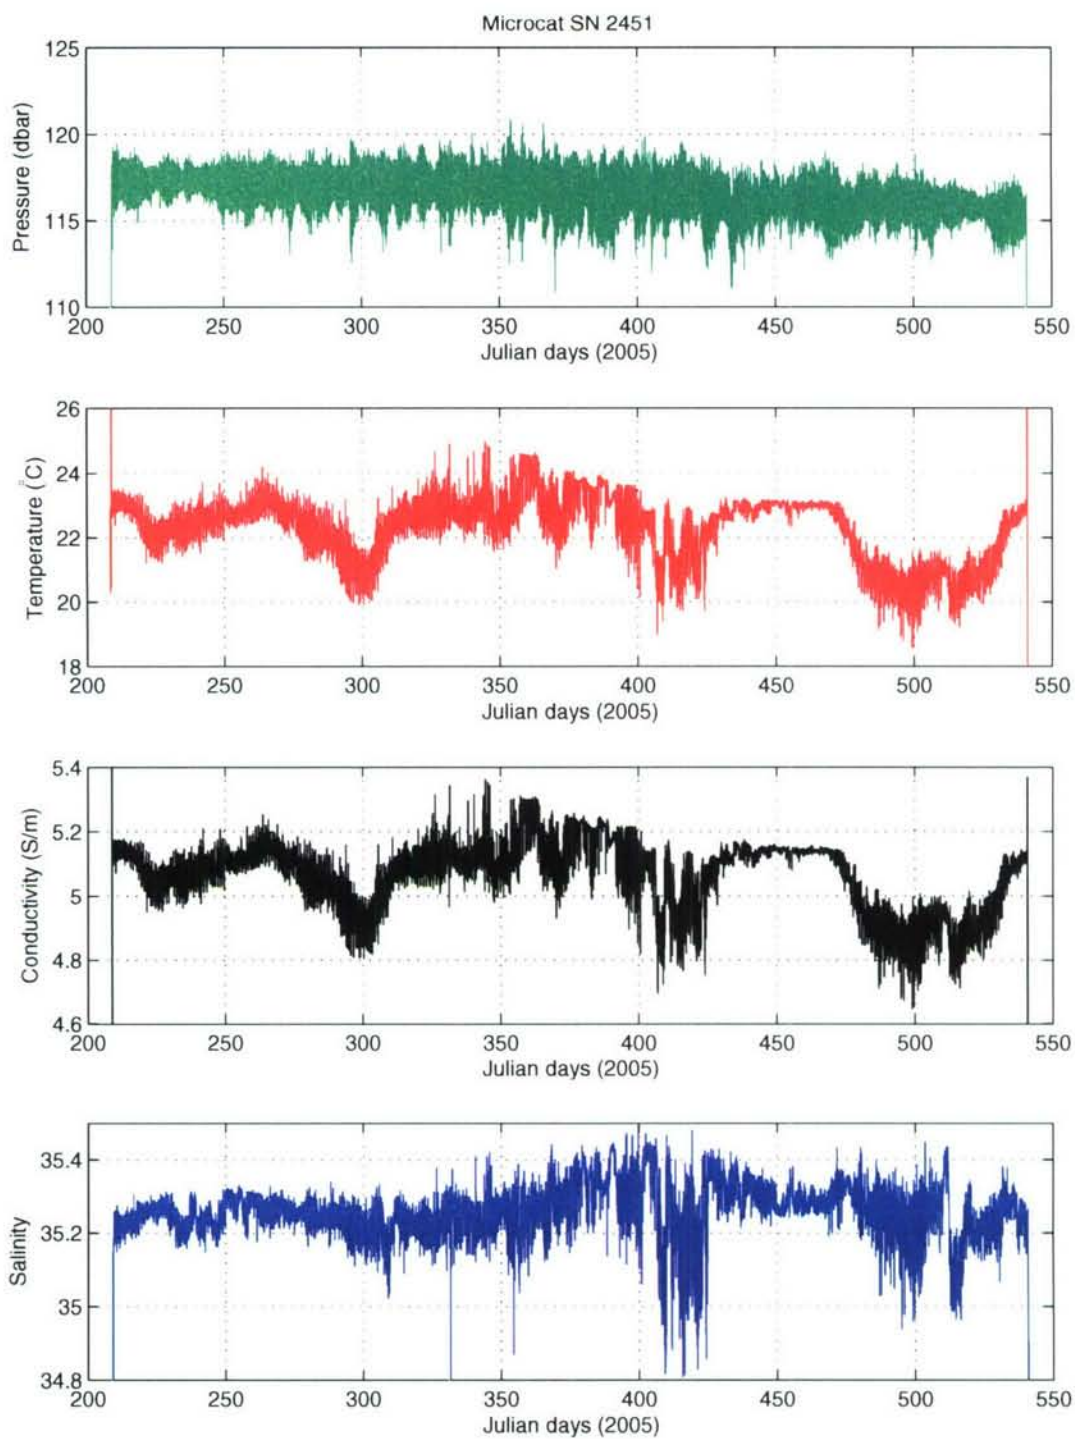 Microcat SN 2451
125
120
115
110
Pressure (dbar)
200 250 300 350 400 450 500 550
Julian days (2005)
26
24
22
20
18
Temperature (°C)
200 250 300 350 400 450 500 550
Julian days (2005)
5.4
5.2
5
4.8
4.6
Conductivity (S/m)
200 250 300 350 400 450 500 550
Julian days (2005)
35.4
35.2
35
34.8
Salinity
200 250 300 350 400 450 500 550
Julian days (2005)